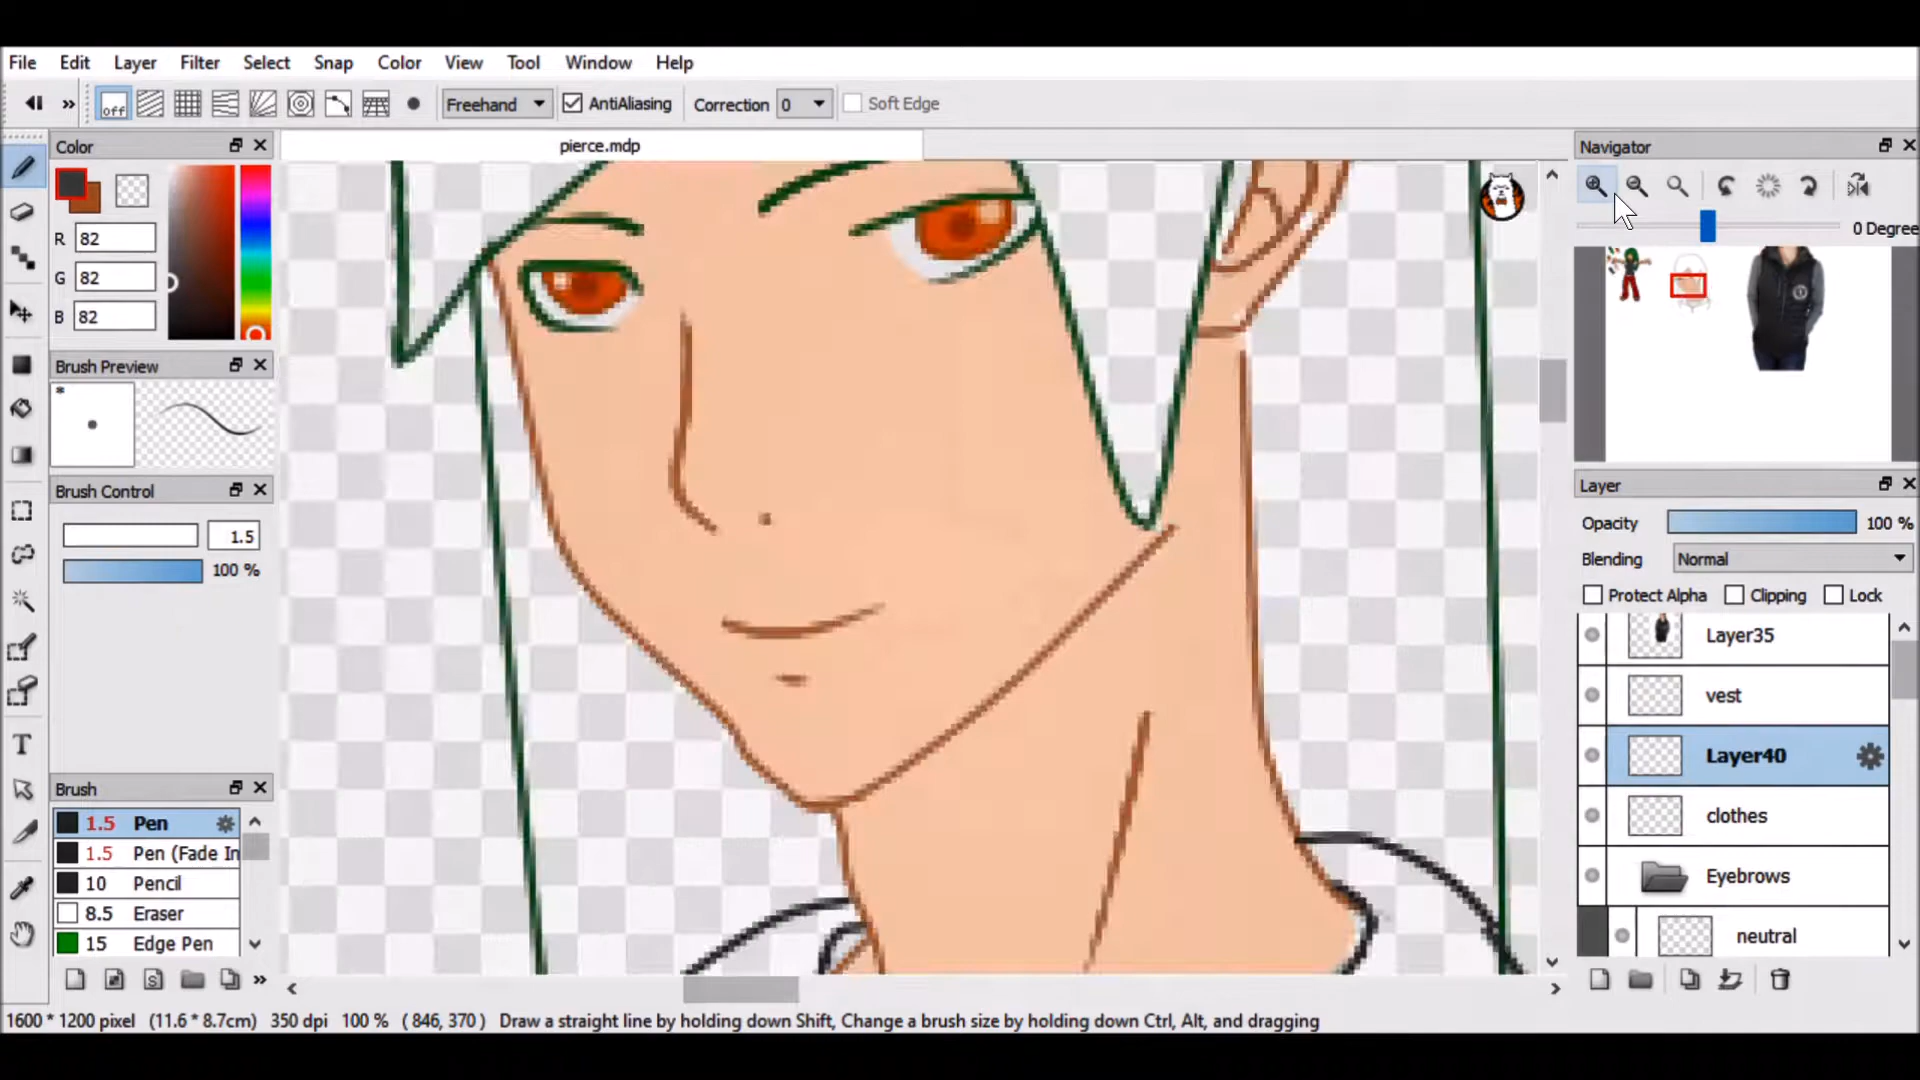 File Edit Layer Filter Select Snap Color View Tool Window Help
off Freehand AntiAliasing Correction 0 Soft Edge
Color
pierce.mdp
Navigator
R 82
G 82
B 82
0 Degree
Brush Preview
*
Brush Control
1.5
100 %
Layer
Opacity 100 %
Blending Normal
Protect Alpha Clipping Lock
Layer35
vest
Layer40
clothes
Eyebrows
neutral
Brush
1.5 Pen
1.5 Pen (Fade In
10 Pencil
8.5 Eraser
15 Edge Pen
1600 * 1200 pixel (11.6 * 8.7cm) 350 dpi 100 % ( 846, 370 ) Draw a straight line by holding down Shift, Change a brush size by holding down Ctrl, Alt, and dragging